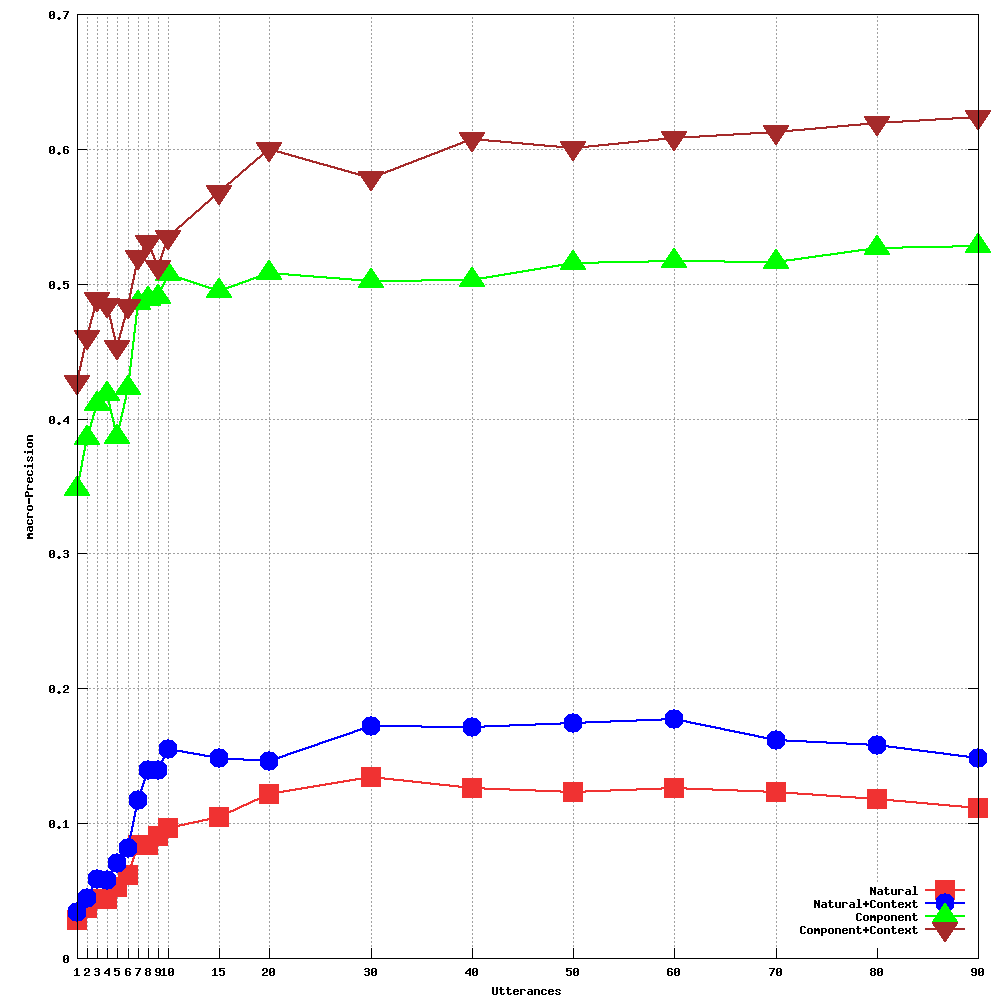 0.7
0.6
0.5
0.4
macro-Precision
0.3
0.2
0.1
0
Natural
Natural+Context
Component
Component+Context
1 2 3 4 5 6 7 8 9 10 15 20 30 40 50 60 70 80 90
Utterances